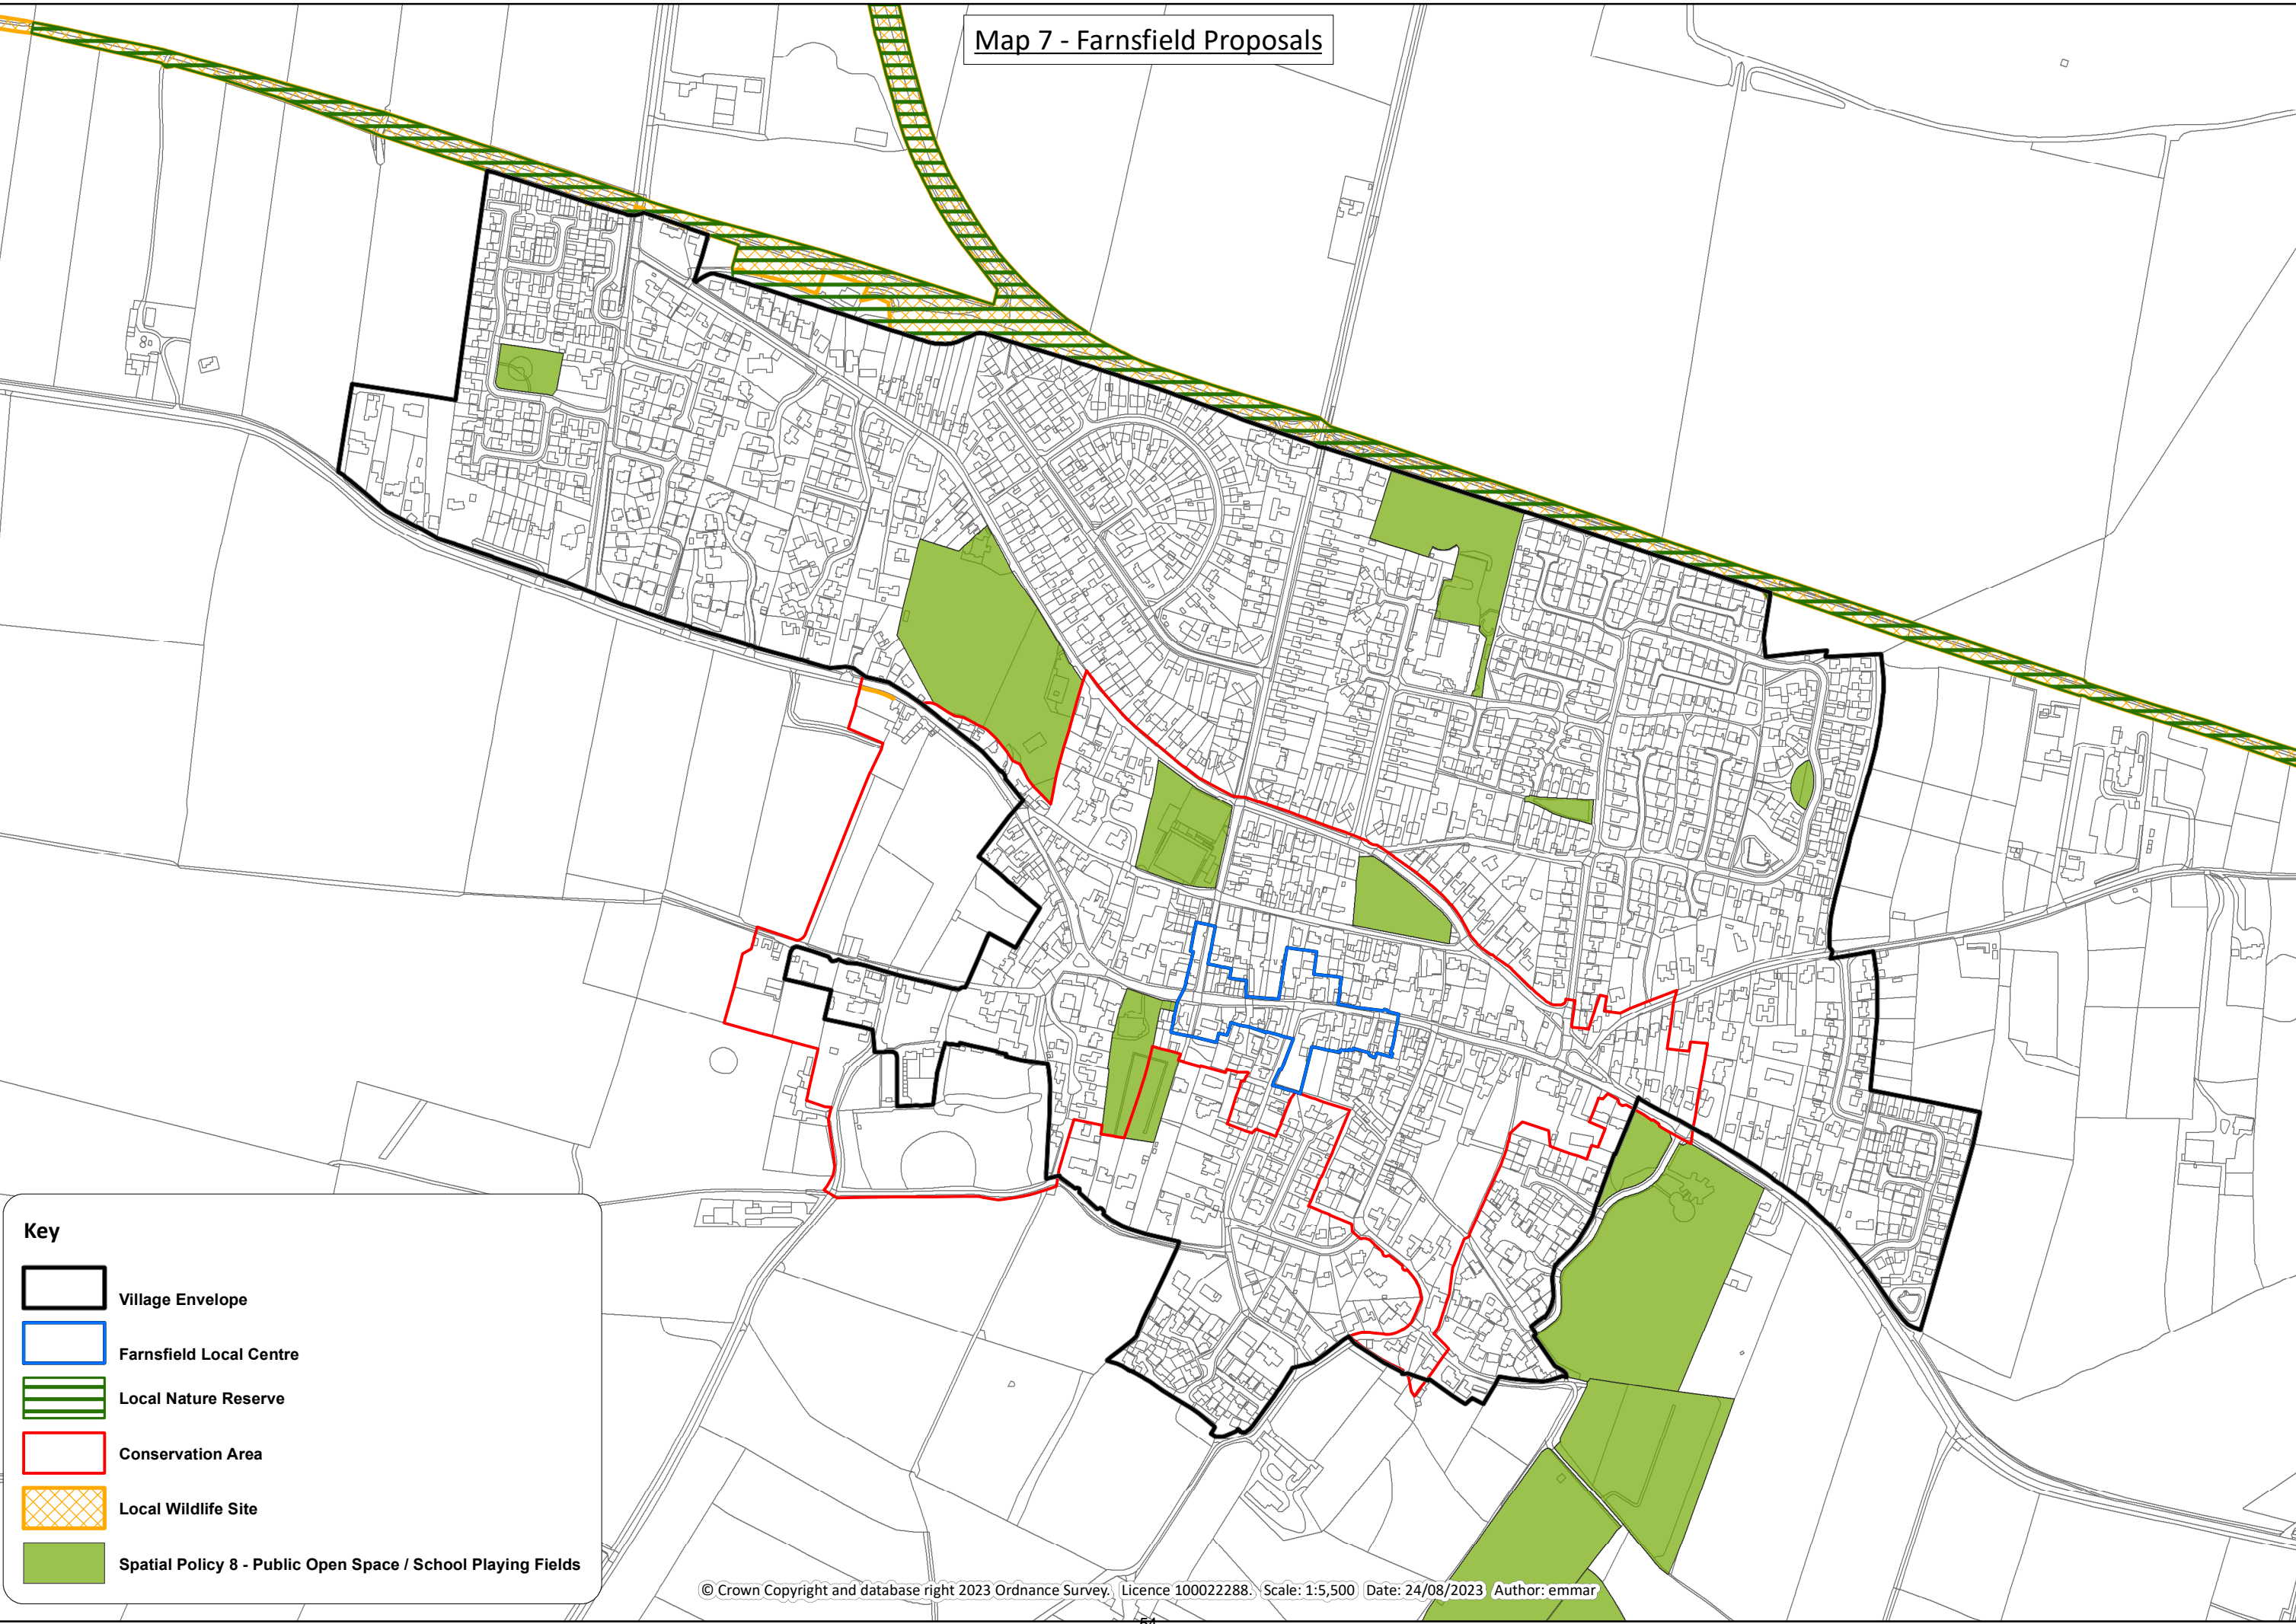 Map 7 - Farnsfield Proposals
Key
Village Envelope
Farnsfield Local Centre
Local Nature Reserve
Conservation Area
Local Wildlife Site
Spatial Policy 8 - Public Open Space / School Playing Fields
© Crown Copyright and database right 2023 Ordnance Survey. Licence 100022288. Scale: 1:5,500 Date: 24/08/2023 Author: emmar
54